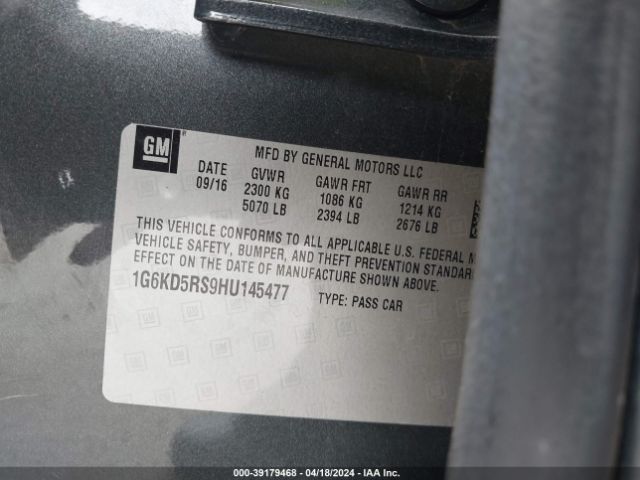 GM
MFD BY GENERAL MOTORS LLC
DATE GVWR GAWR FRT GAWR RR
09/16 2300 KG 1086 KG 1214 KG
5070 LB 2394 LB 2676 LB
THIS VEHICLE CONFORMS TO ALL APPLICABLE U.S. FEDERAL
VEHICLE SAFETY, BUMPER, AND THEFT PREVENTION STANDAR
EFFECT ON THE DATE OF MANUFACTURE SHOWN ABOVE.
1G6KD5RS9HU145477 TYPE: PASS CAR
000-39179468 - 04/18/2024 - IAA Inc.